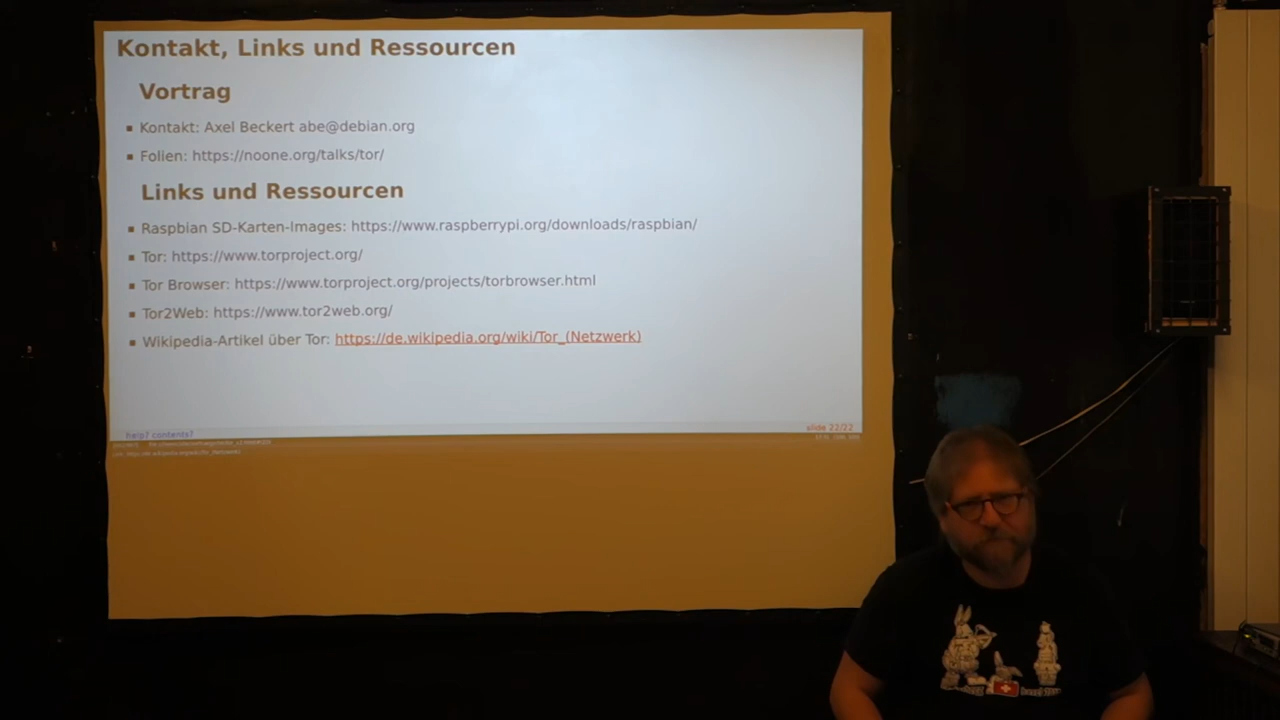 Kontakt, Links und Ressourcen
Vortrag
▪ Kontakt: Axel Beckert abe@debian.org
▪ Folien: https://noone.org/talks/tor/
Links und Ressourcen
▪ Raspbian SD-Karten-Images: https://www.raspberrypi.org/downloads/raspbian/
▪ Tor: https://www.torproject.org/
▪ Tor Browser: https://www.torproject.org/projects/torbrowser.html
▪ Tor2Web: https://www.tor2web.org/
▪ Wikipedia-Artikel über Tor: https://de.wikipedia.org/wiki/Tor_(Netzwerk)
help? contents?
slide 22/22